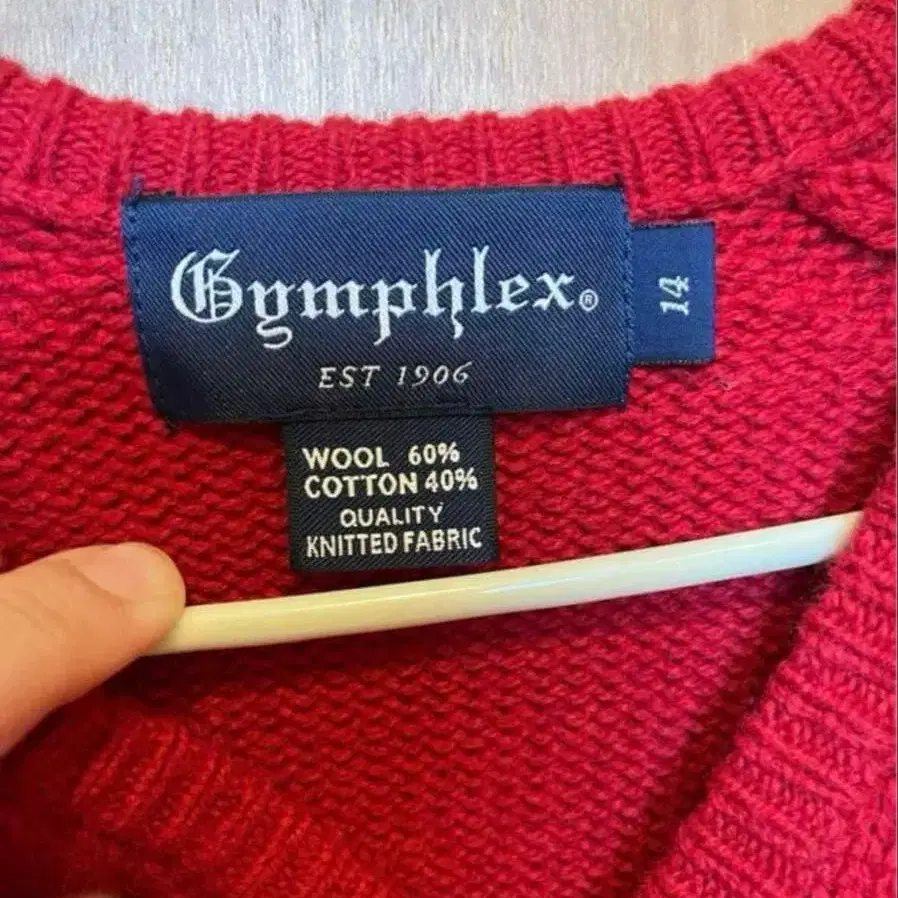 Gymphlex®
14
EST 1906
WOOL 60%
COTTON 40%
QUALITY
KNITTED FABRIC